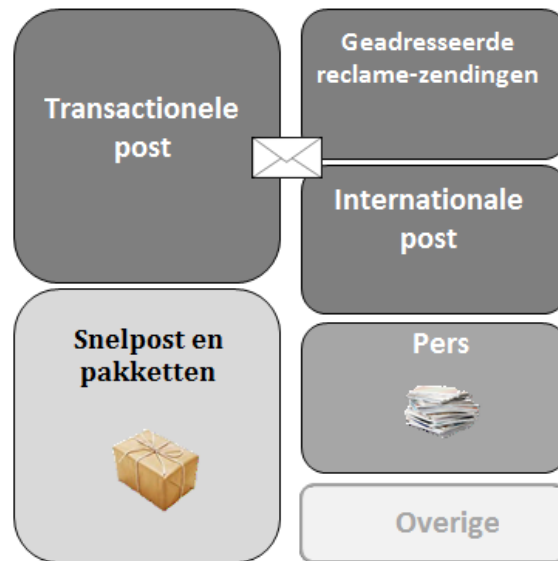 Transactionele
post
Geadresseerde
reclame-zendingen
Internationale
post
Snelpost en
pakketten
Pers
Overige